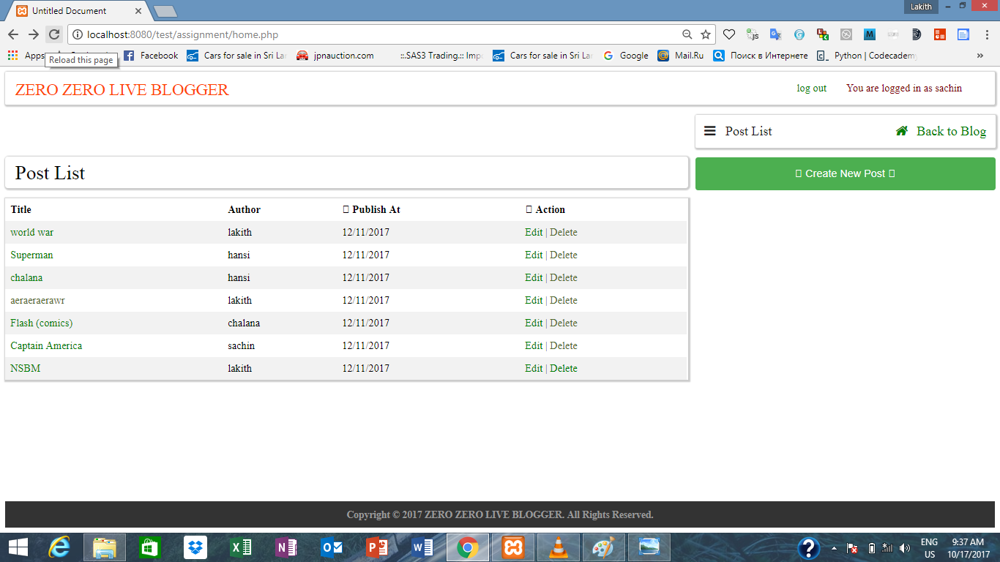 Untitled Document
Lakith
localhost:8080/test/assignment/home.php
Apps Facebook Cars for sale in Sri La jpnauction.com ::.SAS3 Trading.:: Imp Cars for sale in Sri La Google Mail.Ru Поиск в Интернете Python | Codecademy
Reload this page
ZERO ZERO LIVE BLOGGER log out You are logged in as sachin
Post List Back to Blog
Post List
Create New Post
Title Author Publish At Action
world war lakith 12/11/2017 Edit | Delete
Superman hansi 12/11/2017 Edit | Delete
chalana hansi 12/11/2017 Edit | Delete
aeraeraerawr lakith 12/11/2017 Edit | Delete
Flash (comics) chalana 12/11/2017 Edit | Delete
Captain America sachin 12/11/2017 Edit | Delete
NSBM lakith 12/11/2017 Edit | Delete
Copyright © 2017 ZERO ZERO LIVE BLOGGER. All Rights Reserved.
ENG 9:37 AM
US 10/17/2017